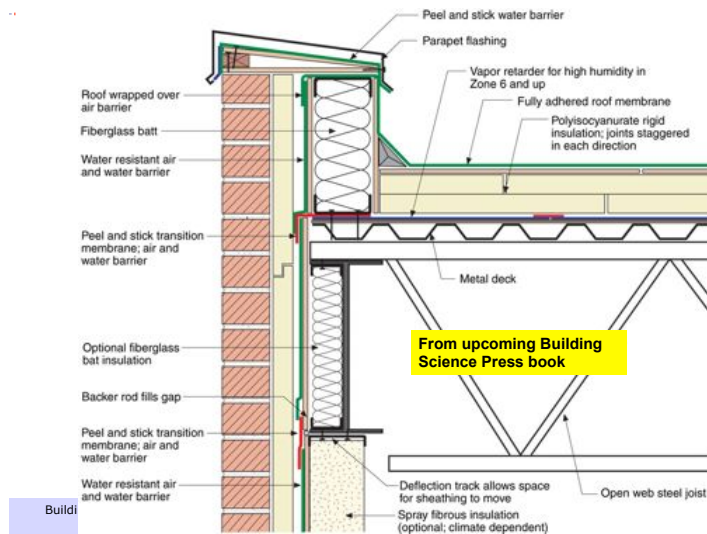 Peel and stick water barrier
Parapet flashing
Vapor retarder for high humidity in
Zone 6 and up
Fully adhered roof membrane
Polyisocyanurate rigid
insulation; joints staggered
in each direction
Roof wrapped over
air barrier
Fiberglass batt
Water resistant air
and water barrier
Peel and stick transition
membrane; air and
water barrier
Metal deck
From upcoming Building
Science Press book
Optional fiberglass
bat insulation
Backer rod fills gap
Peel and stick transition
membrane; air and
water barrier
Water resistant air
and water barrier
Deflection track allows space
for sheathing to move
Open web steel joist
Spray fibrous insulation
(optional; climate dependent)
Buildi